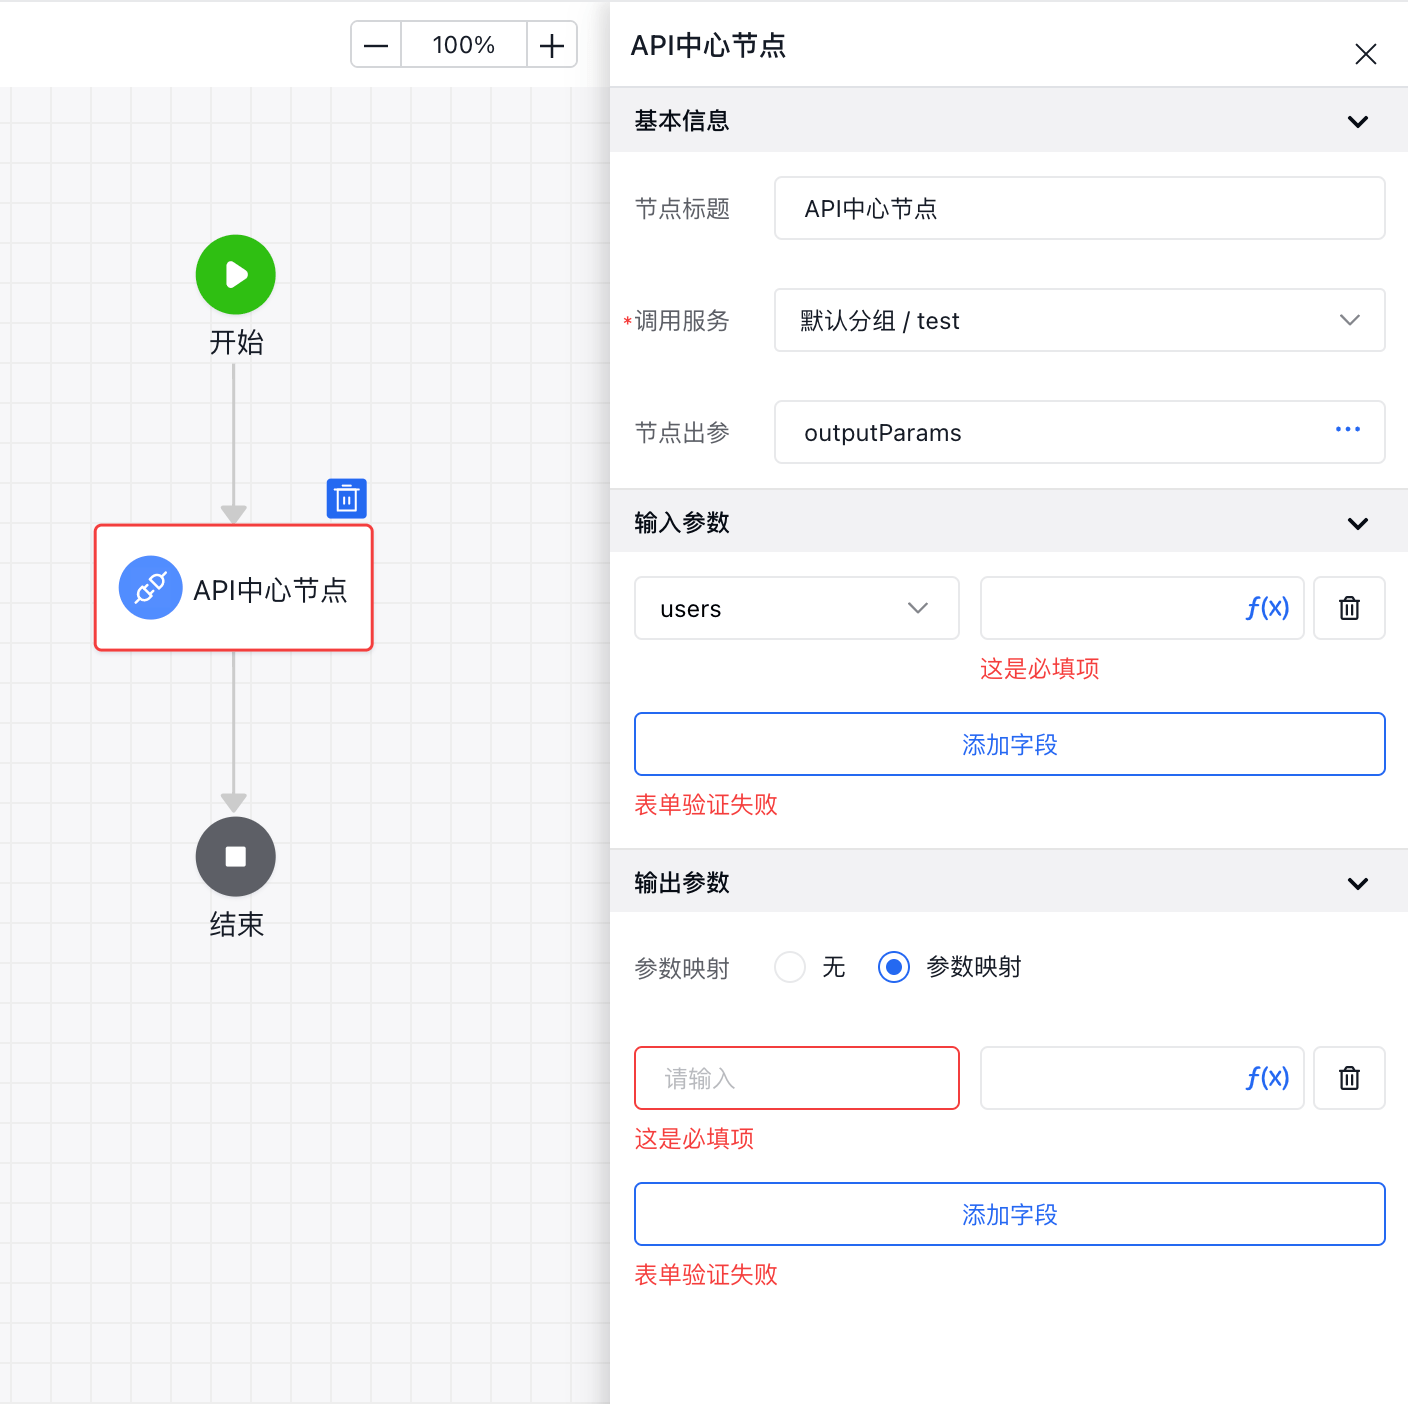 100%
开始
API中心节点
结束
API中心节点
基本信息
节点标题
API中心节点
*调用服务
默认分组 / test
节点出参
outputParams
输入参数
users
f(x)
这是必填项
添加字段
表单验证失败
输出参数
参数映射
无
参数映射
请输入
f(x)
这是必填项
添加字段
表单验证失败